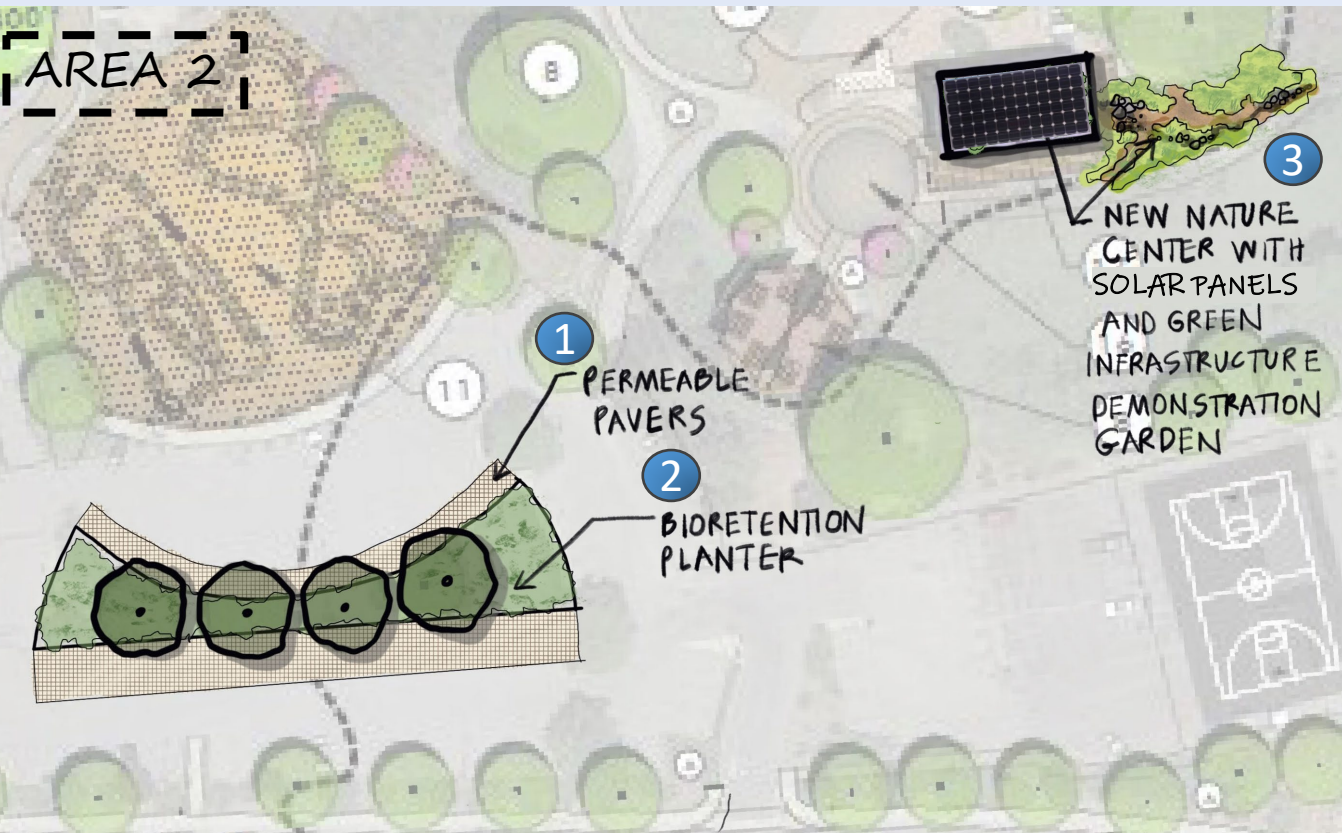 AREA 2
8
3
NEW NATURE
CENTER WITH
SOLAR PANELS
AND GREEN
INFRASTRUCTURE
DEMONSTRATION
GARDEN
1
PERMEABLE
PAVERS
11
2
BIORETENTION
PLANTER